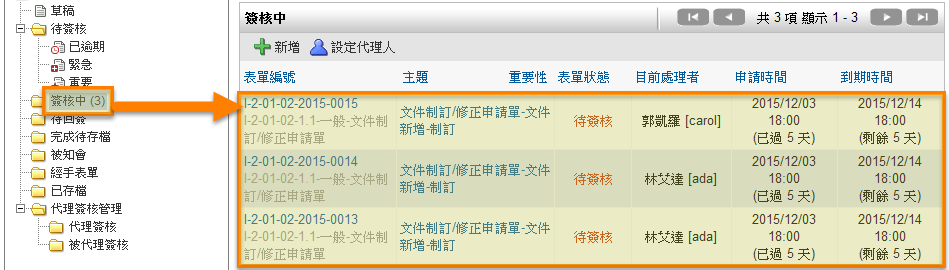 草稿
待簽核
已逾期
緊急
重要
簽核中 (3)
待回簽
完成待存檔
被知會
經手表單
已存檔
代理簽核管理
代理簽核
被代理簽核
簽核中
共 3 項 顯示 1 - 3
新增 設定代理人
表單編號 主題 重要性 表單狀態 目前處理者 申請時間 到期時間
I-2-01-02-2015-0015
I-2-01-02-1.1-一般-文件制
訂/修正申請單
文件制訂/修正申請單-文件
新增-制訂
待簽核
郭凱羅 [carol]
2015/12/03
18:00
(已過 5 天)
2015/12/14
18:00
(剩餘 5 天)
I-2-01-02-2015-0014
I-2-01-02-1.1-一般-文件制
訂/修正申請單
文件制訂/修正申請單-文件
新增-制訂
待簽核
林艾達 [ada]
2015/12/03
18:00
(已過 5 天)
2015/12/14
18:00
(剩餘 5 天)
I-2-01-02-2015-0013
I-2-01-02-1.1-一般-文件制
訂/修正申請單
文件制訂/修正申請單-文件
新增-制訂
待簽核
林艾達 [ada]
2015/12/03
18:00
(已過 5 天)
2015/12/14
18:00
(剩餘 5 天)